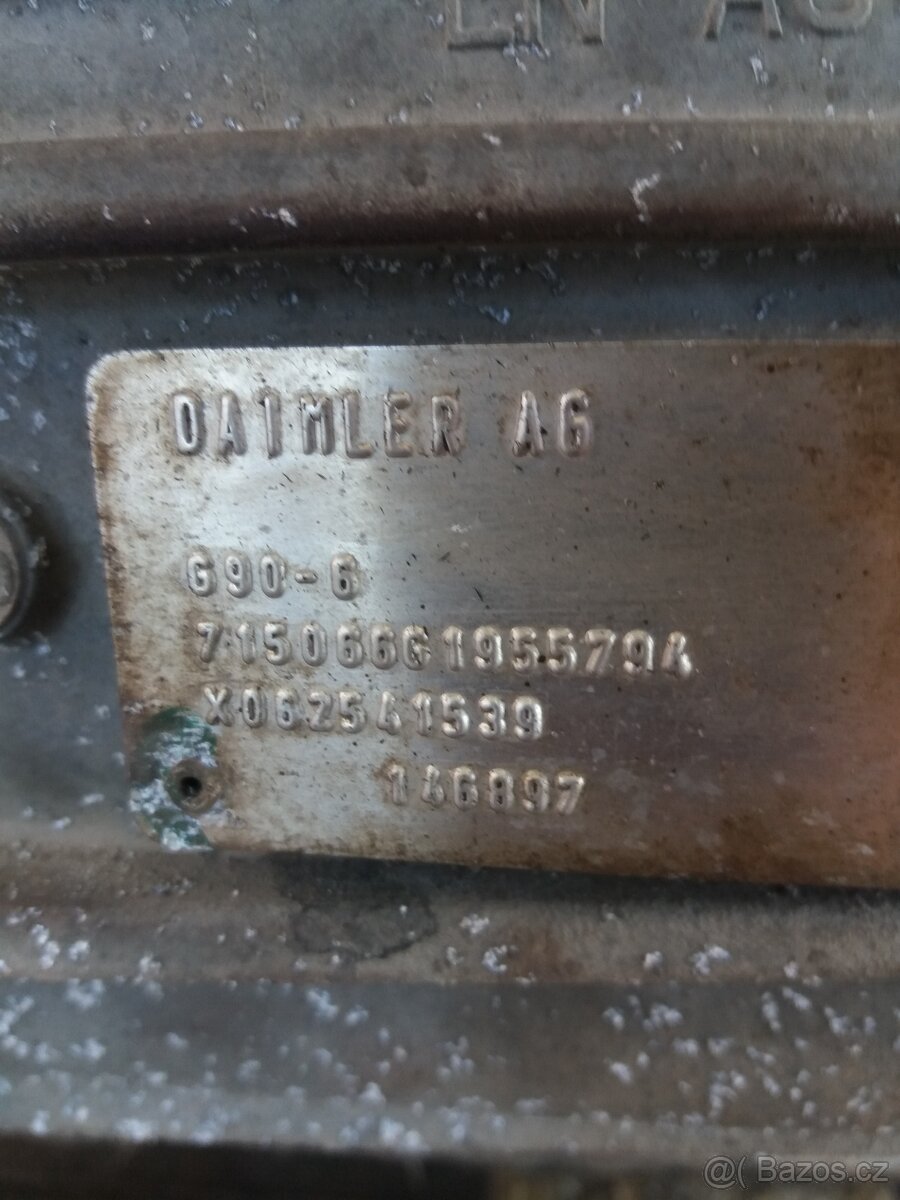 DAIMLER AG
G90-6
715066G1955794
X062541539
146897
@( Bazos.cz